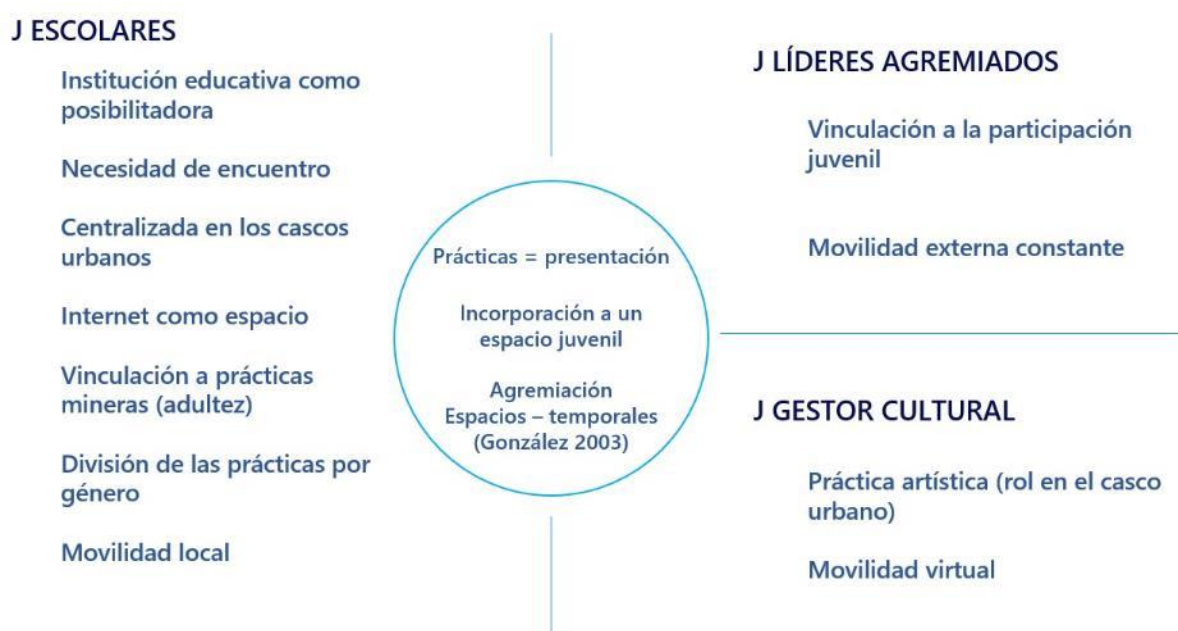 J ESCOLARES
Institución educativa como
posibilitadora
Necesidad de encuentro
Centralizada en los cascos
urbanos
Internet como espacio
Vinculación a prácticas
mineras (adultez)
División de las prácticas por
género
Movilidad local
Prácticas = presentación
Incorporación a un
espacio juvenil
Agremiación
Espacios – temporales
(González 2003)
J LÍDERES AGREMIADOS
Vinculación a la participación
juvenil
Movilidad externa constante
J GESTOR CULTURAL
Práctica artística (rol en el casco
urbano)
Movilidad virtual